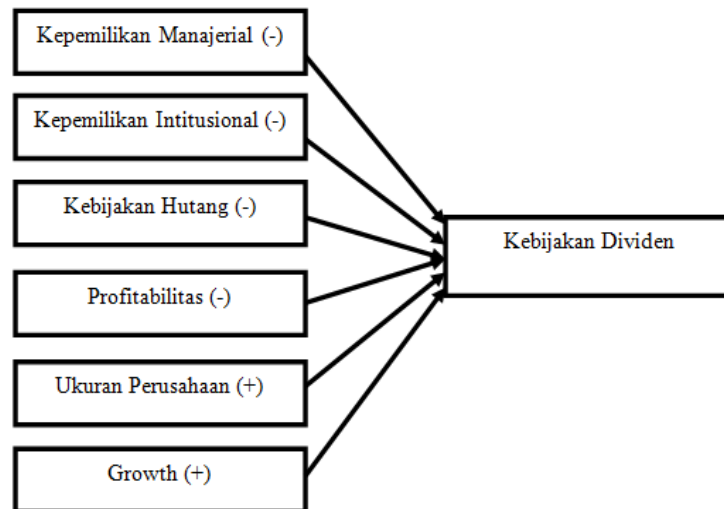 Kepemilikan Manajerial (-)
Kepemilikan Intitusional (-)
Kebijakan Hutang (-)
Profitabilitas (-)
Ukuran Perusahaan (+)
Growth (+)
Kebijakan Dividen